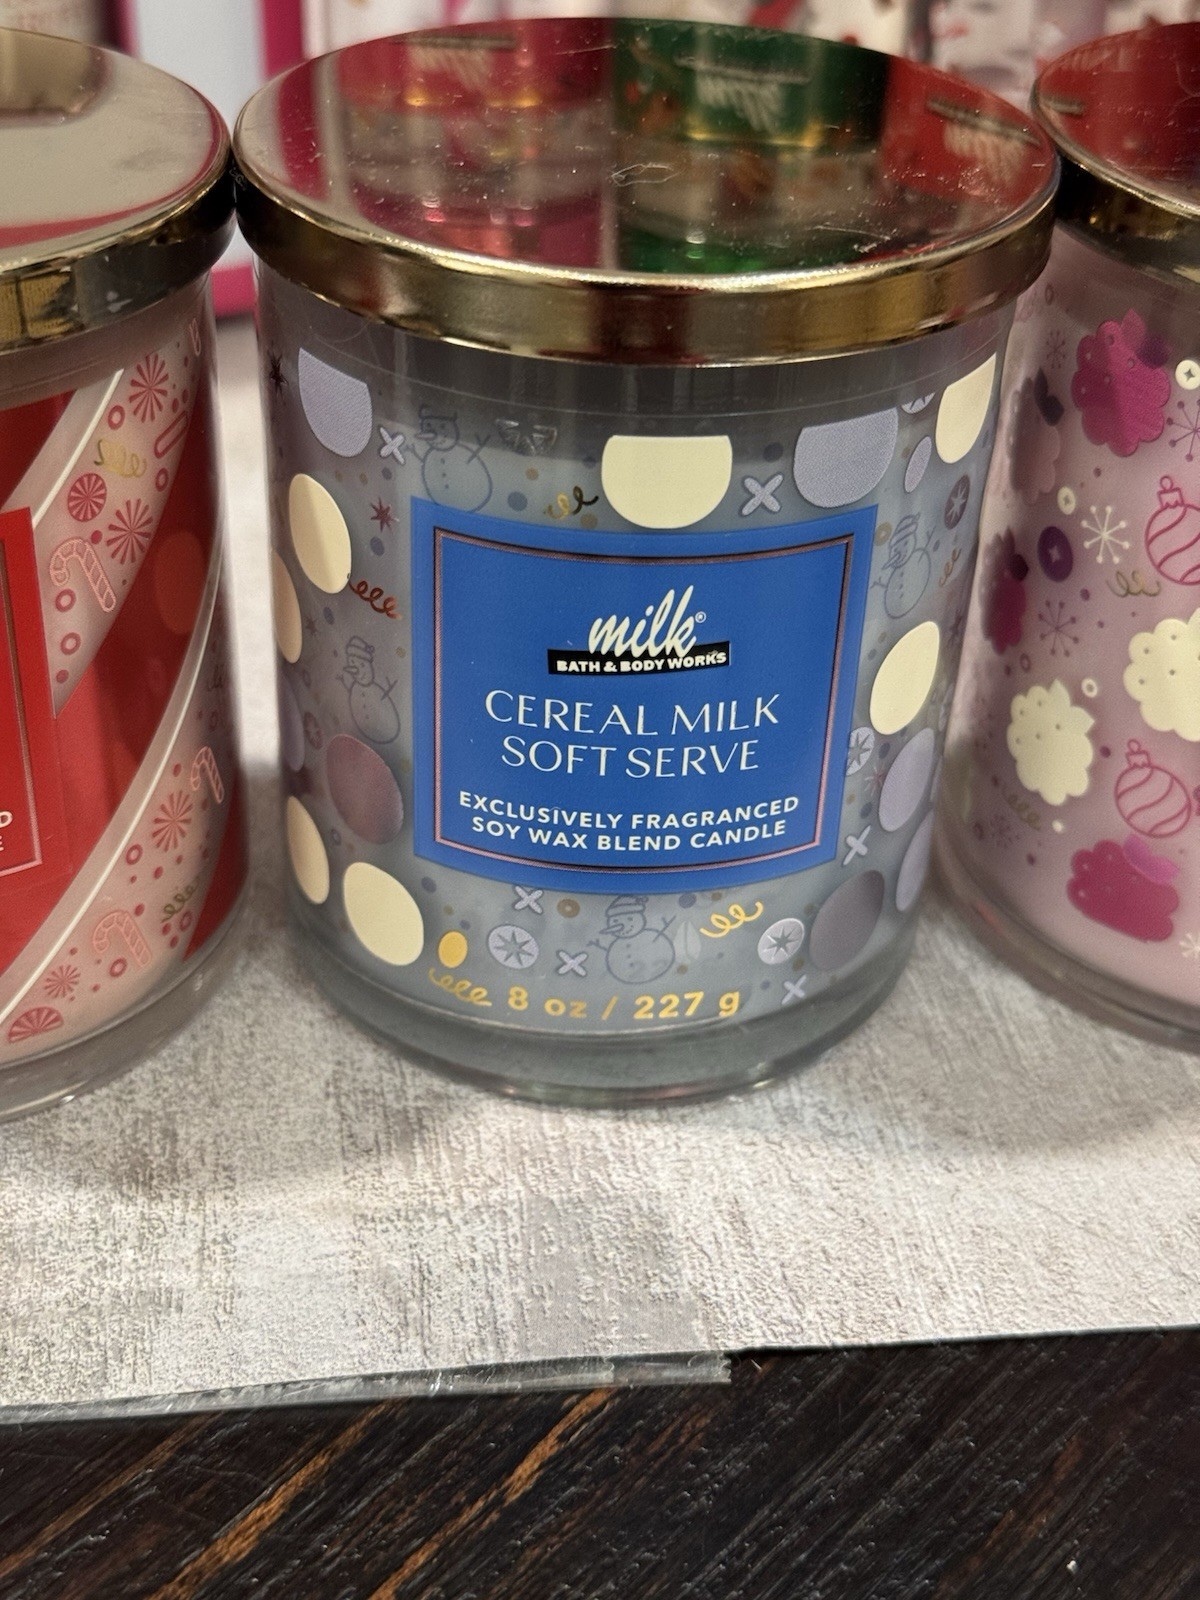 milk®
BATH & BODY WORKS
CEREAL MILK
SOFT SERVE
EXCLUSIVELY FRAGRANCED
SOY WAX BLEND CANDLE
8 oz / 227 g
D
E